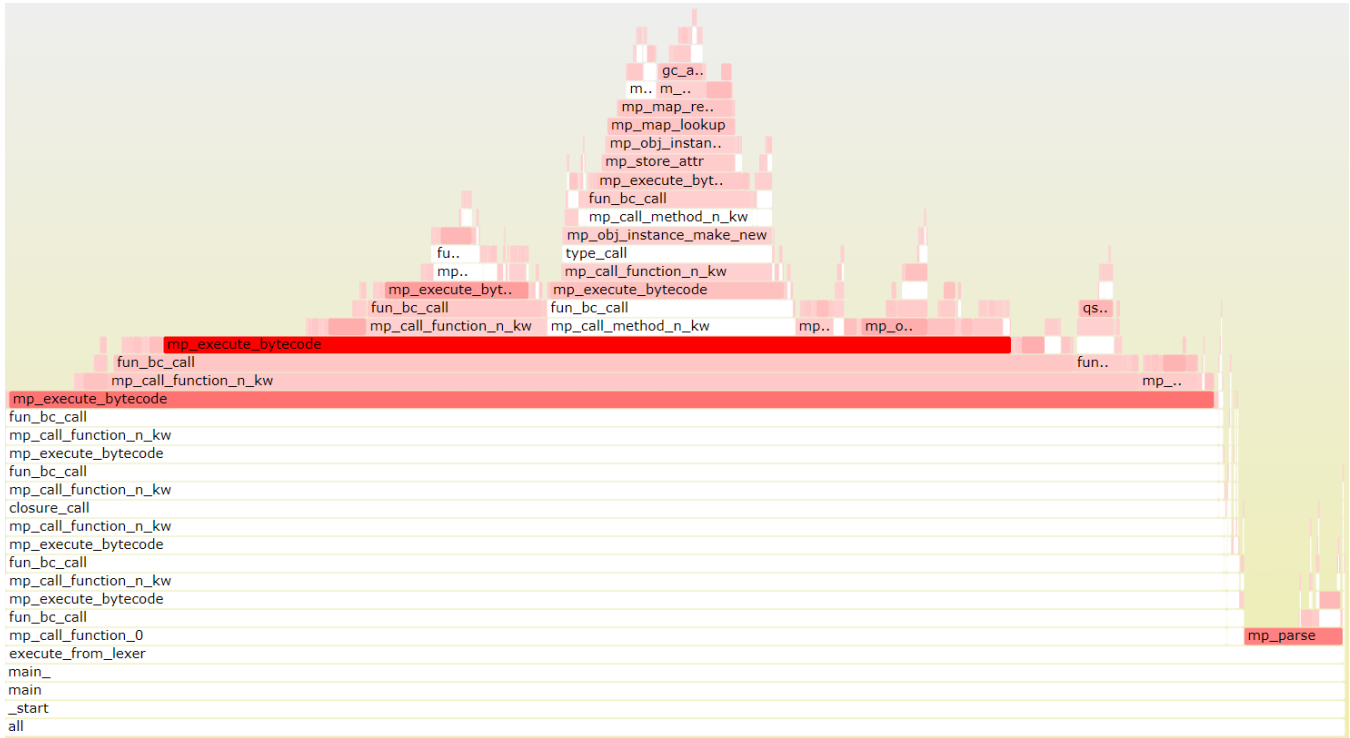 gc_a..
m.. m_..
mp_map_re..
mp_map_lookup
mp_obj_instan..
mp_store_attr
mp_execute_byt..
fun_bc_call
mp_call_method_n_kw
mp_obj_instance_make_new
fu.. type_call
mp.. mp_call_function_n_kw
mp_execute_byt.. mp_execute_bytecode
fun_bc_call fun_bc_call qs..
mp_call_function_n_kw mp_call_method_n_kw mp.. mp_o..
mp_execute_bytecode
fun_bc_call fun..
mp_call_function_n_kw mp_..
mp_execute_bytecode
fun_bc_call
mp_call_function_n_kw
mp_execute_bytecode
fun_bc_call
mp_call_function_n_kw
closure_call
mp_call_function_n_kw
mp_execute_bytecode
fun_bc_call
mp_call_function_n_kw
mp_execute_bytecode
fun_bc_call
mp_call_function_0 mp_parse
execute_from_lexer
main_
main
_start
all